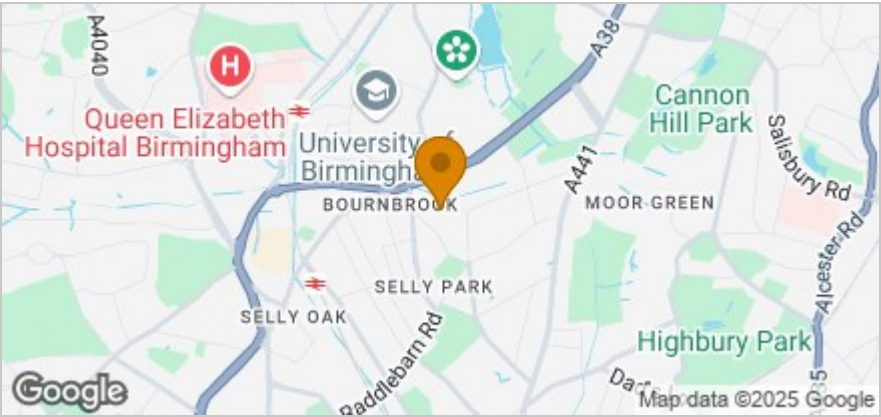 A4040
A38
H
Queen Elizabeth
Hospital Birmingham
University of
Birmingha
Cannon
Hill Park
Salisbury Rd
A441
BOURNBROOK
MOOR GREEN
Alcester Rd
SELLY PARK
SELLY OAK
Raddlebarn Rd
Highbury Park
Google
Map data ©2025 Google